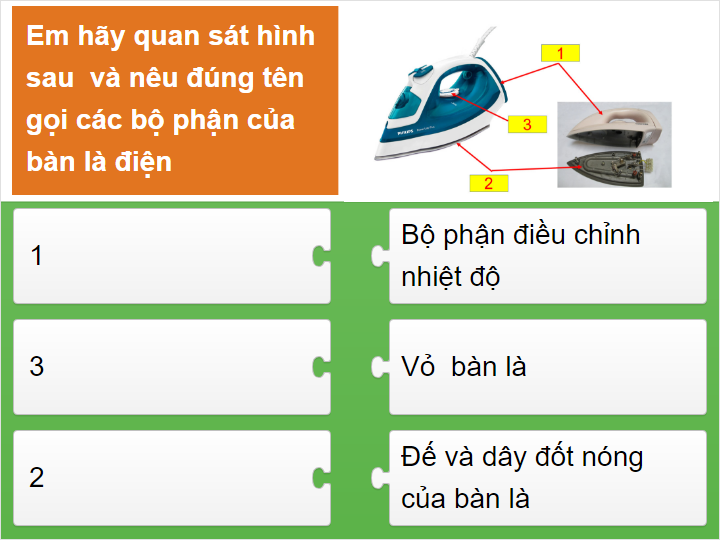 Em hãy quan sát hình
sau  và nêu đúng tên
gọi các bộ phận của
bàn là điện
1
3
2
PHILIPS
1
Bộ phận điều chỉnh
nhiệt độ
3
Vỏ  bàn là
2
Đế và dây đốt nóng
của bàn là